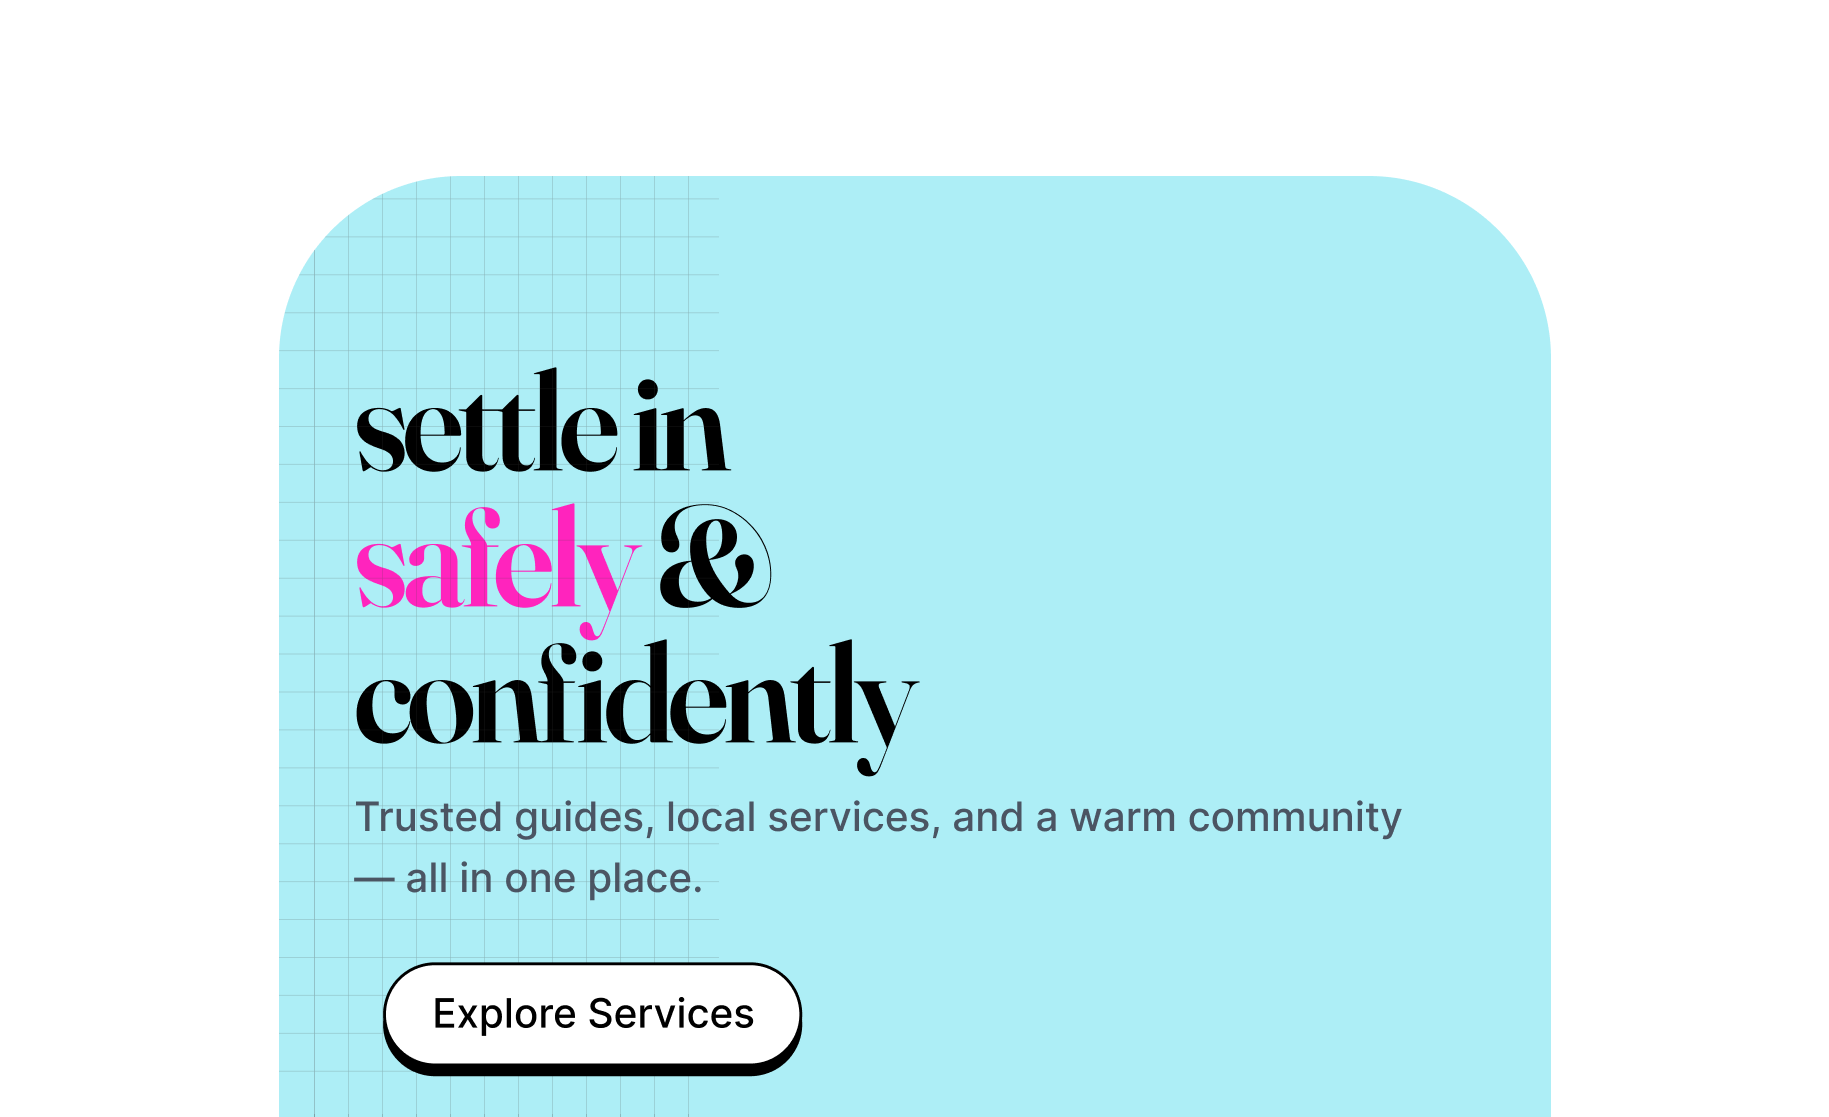 settle in
safely &
confidently
Trusted guides, local services, and a warm community
— all in one place.
Explore Services